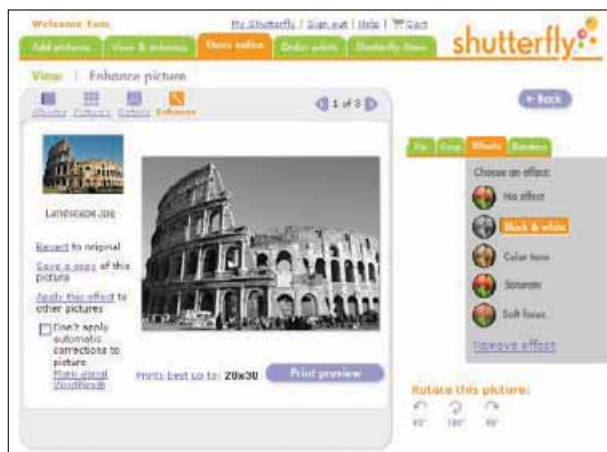 Welcome Tom
My Shutterfly | Sign out | Help | Cart
Add pictures
View & enhance
Share online
Order prints
Shutterfly Store
shutterfly
View | Enhance picture
Albums
Pictures
Details
Enhance
1 of 3
Back
Fix
Crop
Effects
Borders
Choose an effect:
No effect
Black & white
Color tone
Saturate
Soft focus
Remove effect
Landscape.jpg
Revert to original
Save a copy of this
picture
Apply this effect to
other pictures
Don't apply
automatic
corrections to
picture
More about
VividPics®
Prints best up to: 20x30
Print preview
Rotate this picture:
90°
180°
90°